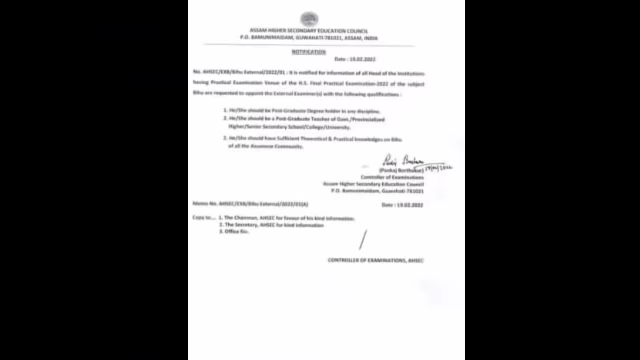 ASSAM HIGHER SECONDARY EDUCATION COUNCIL
P.O. BAMUNIMAIDAM, GUWAHATI-781021, ASSAM, INDIA
NOTIFICATION
Date : 19.02.2022
No. AHSEC/EXB/Bihu External/2022/01 : It is notified for information of all Head of the Institutions
having Practical Examination Venue of the H.S. Final Practical Examination-2022 of the subject
Bihu are requested to appoint the External Examiner(s) with the following qualifications :
1. He/She should be Post-Graduate Degree holder in any discipline.
2. He/She should be a Post-Graduate Teacher of Govt./Provincialized
Higher/Senior Secondary School/College/University.
3. He/She should have Sufficient Theoretical & Practical knowledges on Bihu
of all the Assamese Community.
19/02/2022
(Pankaj Borthakur)
Controller of Examinations
Assam Higher Secondary Education Council
P.O. Bamunimaidam, Guwahati-781021
Memo No. AHSEC/EXB/Bihu External/2022/01(A)
Date : 19.02.2022
Copy to:... 1. The Chairman, AHSEC for favour of his kind information.
2. The Secretary, AHSEC for kind information
3. Office file.
CONTROLLER OF EXAMINATIONS, AHSEC